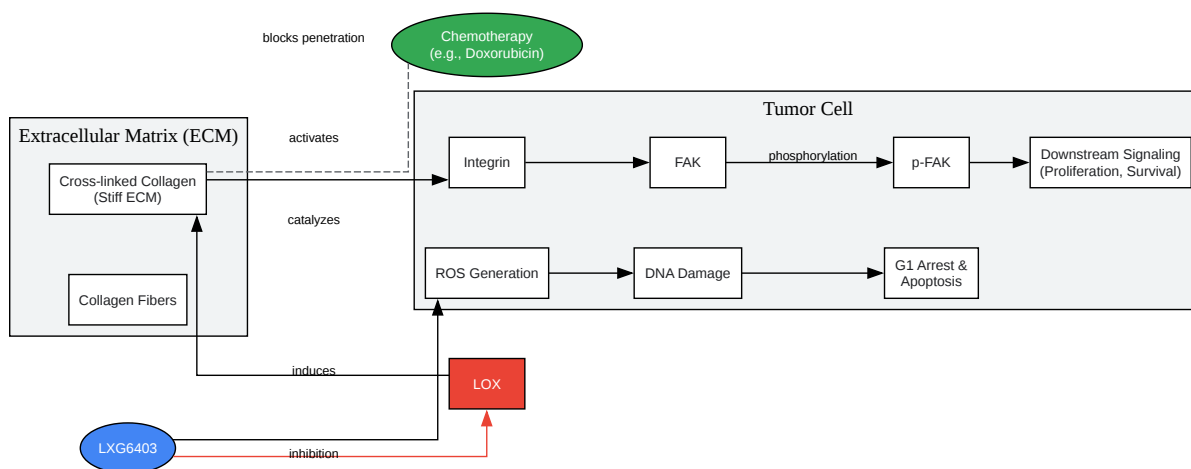 blocks penetration
Chemotherapy
(e.g., Doxorubicin)
Extracellular Matrix (ECM)
Cross-linked Collagen
(Stiff ECM)
Collagen Fibers
activates
catalyzes
Tumor Cell
Integrin
FAK
phosphorylation
p-FAK
Downstream Signaling
(Proliferation, Survival)
ROS Generation
DNA Damage
G1 Arrest &
Apoptosis
induces
LOX
LXG6403
inhibition